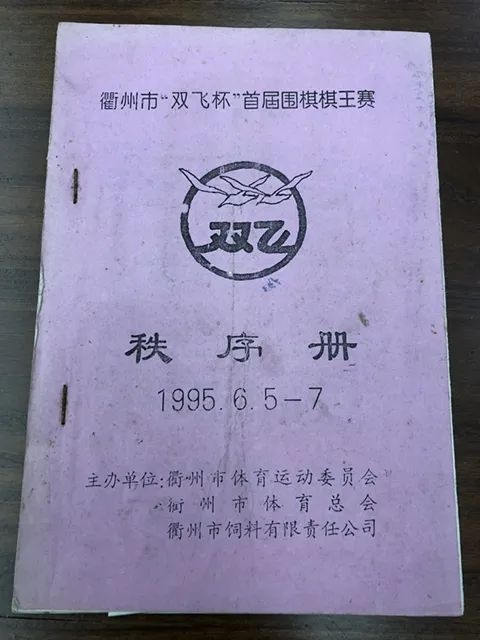 衢州市“双飞杯”首届围棋棋王赛
双飞
秩序册
1995.6.5-7
主办单位:衢州市体育运动委员会
衢州市体育总会
衢州市饲料有限责任公司